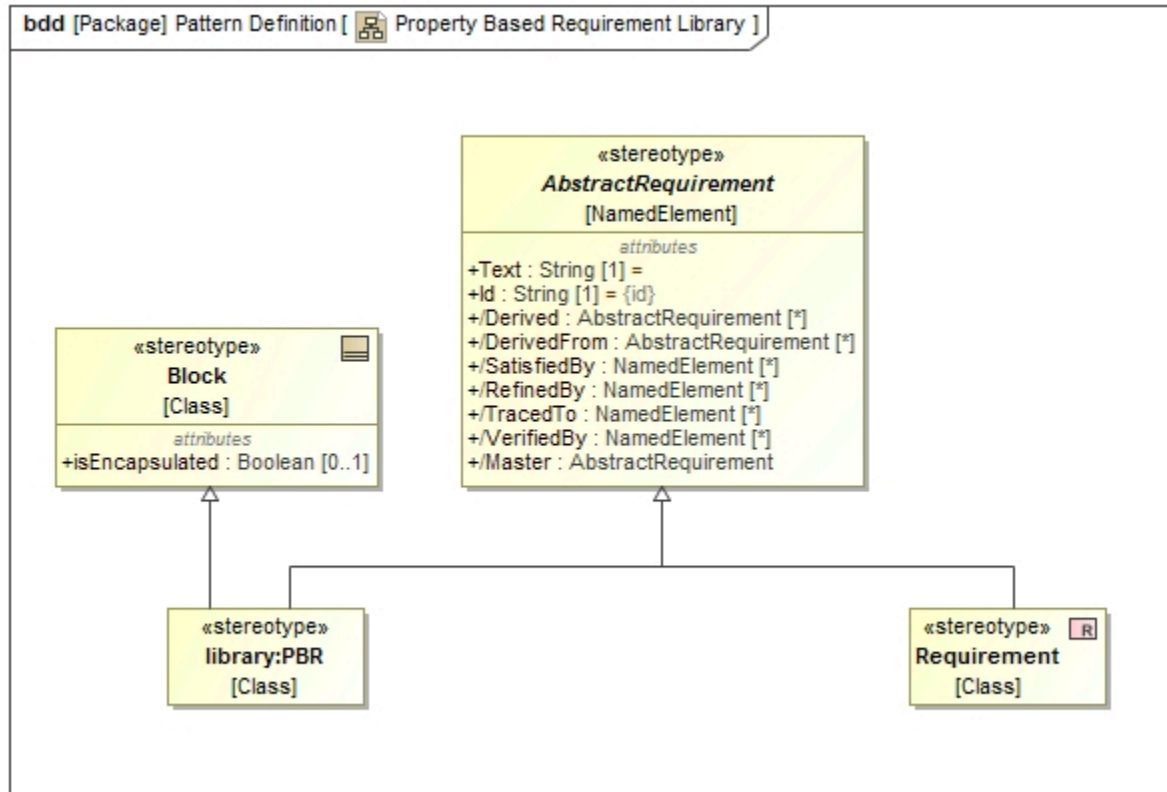 bdd [Package] Pattern Definition [ Property Based Requirement Library ]
«stereotype»
AbstractRequirement
[NamedElement]
attributes
+Text : String [1] =
+Id : String [1] = {id}
+/Derived : AbstractRequirement [*]
+/DerivedFrom : AbstractRequirement [*]
+/SatisfiedBy : NamedElement [*]
+/RefinedBy : NamedElement [*]
+/TracedTo : NamedElement [*]
+/VerifiedBy : NamedElement [*]
+/Master : AbstractRequirement
«stereotype»
Block
[Class]
attributes
+isEncapsulated : Boolean [0..1]
«stereotype»
library:PBR
[Class]
«stereotype» R
Requirement
[Class]